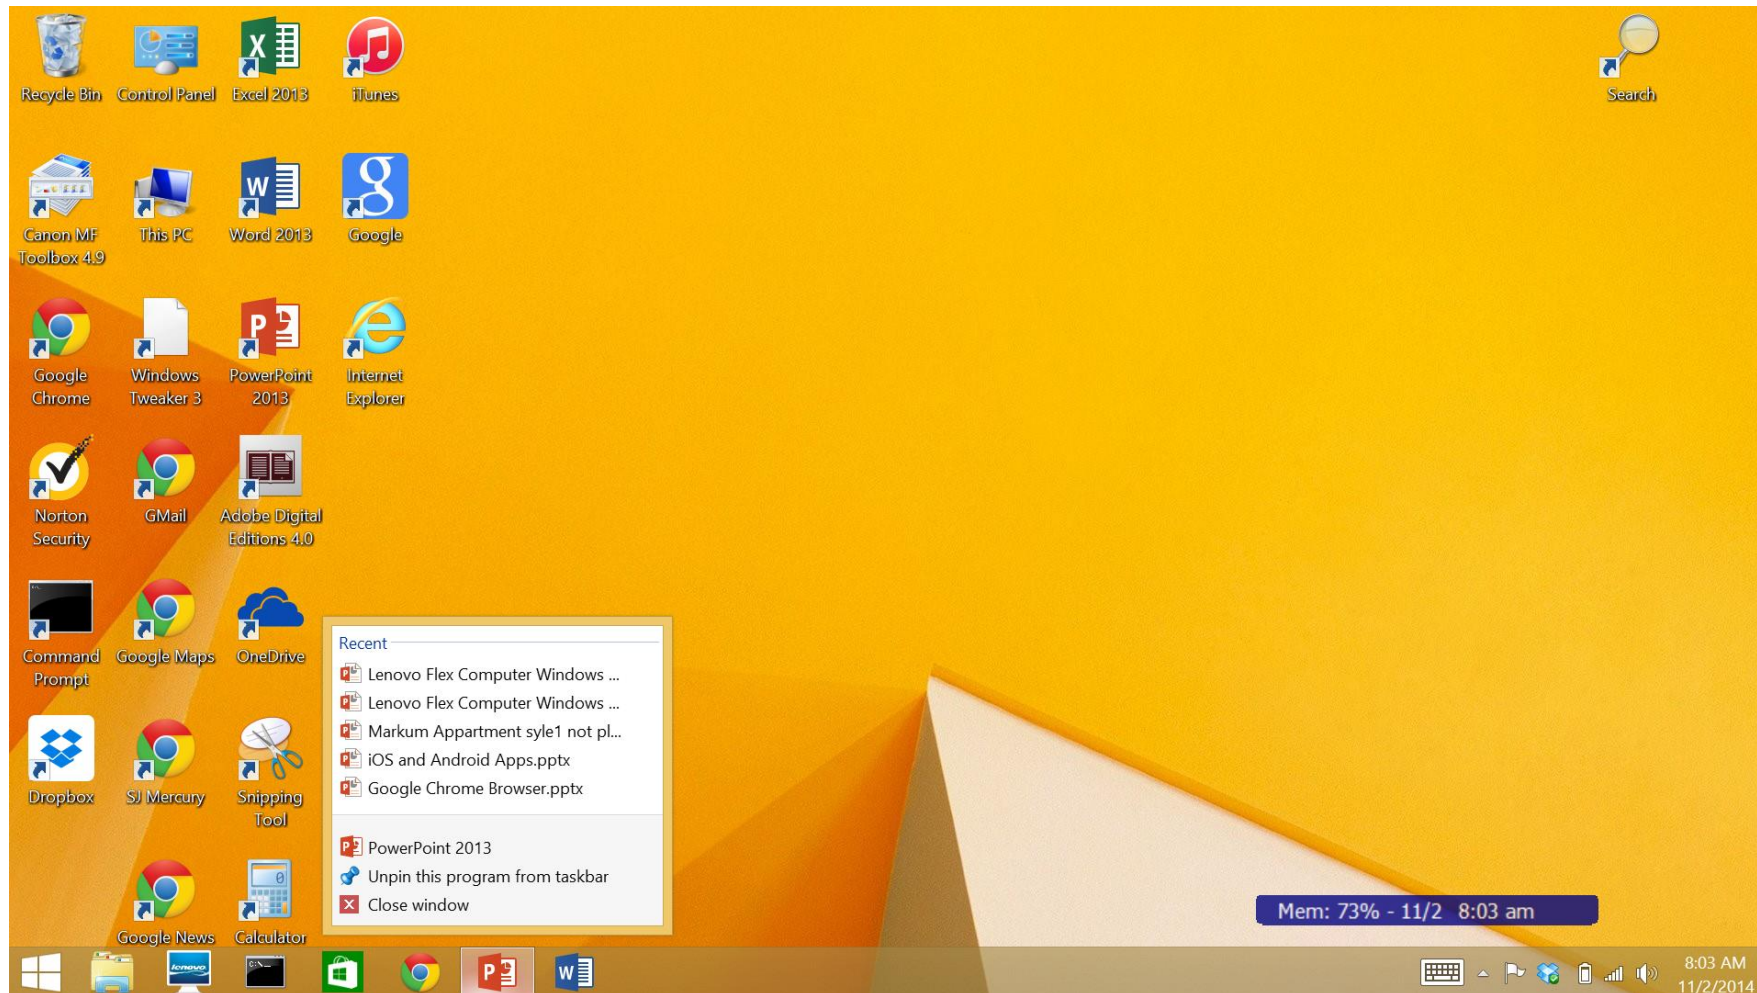 Recycle Bin
Control Panel
Excel 2013
iTunes
Search
Canon MF
Toolbox 4.9
This PC
Word 2013
Google
Google
Chrome
Windows
Tweaker 3
PowerPoint
2013
Internet
Explorer
Norton
Security
GMail
Adobe Digital
Editions 4.0
Command
Prompt
Google Maps
OneDrive
Dropbox
SJ Mercury
Snipping
Tool
Google News
Calculator
Recent
Lenovo Flex Computer Windows ...
Lenovo Flex Computer Windows ...
Markum Appartment syle1 not pl...
iOS and Android Apps.pptx
Google Chrome Browser.pptx
PowerPoint 2013
Unpin this program from taskbar
Close window
Mem: 73% - 11/2 8:03 am
lenovo
8:03 AM
11/2/2014